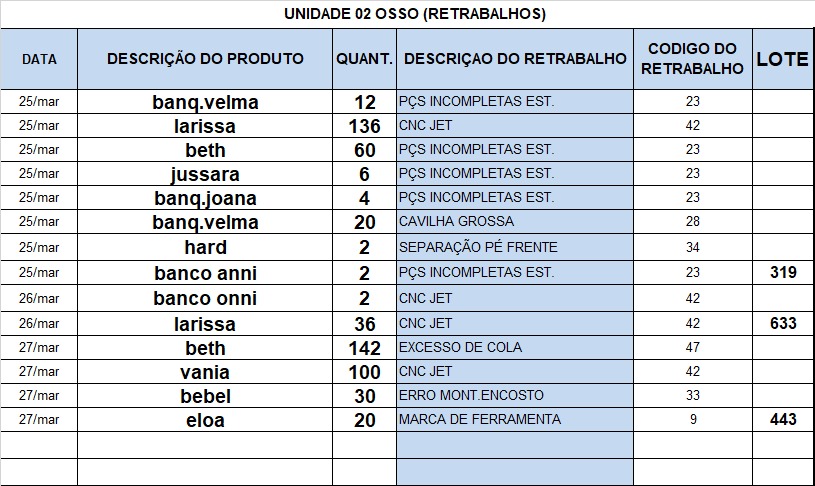 UNIDADE 02 OSSO (RETRABALHOS)
DATA DESCRIÇÃO DO PRODUTO QUANT. DESCRIÇAO DO RETRABALHO CODIGO DO RETRABALHO LOTE
25/mar banq.velma 12 PÇS INCOMPLETAS EST. 23
25/mar larissa 136 CNC JET 42
25/mar beth 60 PÇS INCOMPLETAS EST. 23
25/mar jussara 6 PÇS INCOMPLETAS EST. 23
25/mar banq.joana 4 PÇS INCOMPLETAS EST. 23
25/mar banq.velma 20 CAVILHA GROSSA 28
25/mar hard 2 SEPARAÇÃO PÉ FRENTE 34
25/mar banco anni 2 PÇS INCOMPLETAS EST. 23 319
26/mar banco onni 2 CNC JET 42
26/mar larissa 36 CNC JET 42 633
27/mar beth 142 EXCESSO DE COLA 47
27/mar vania 100 CNC JET 42
27/mar bebel 30 ERRO MONT.ENCOSTO 33
27/mar eloa 20 MARCA DE FERRAMENTA 9 443